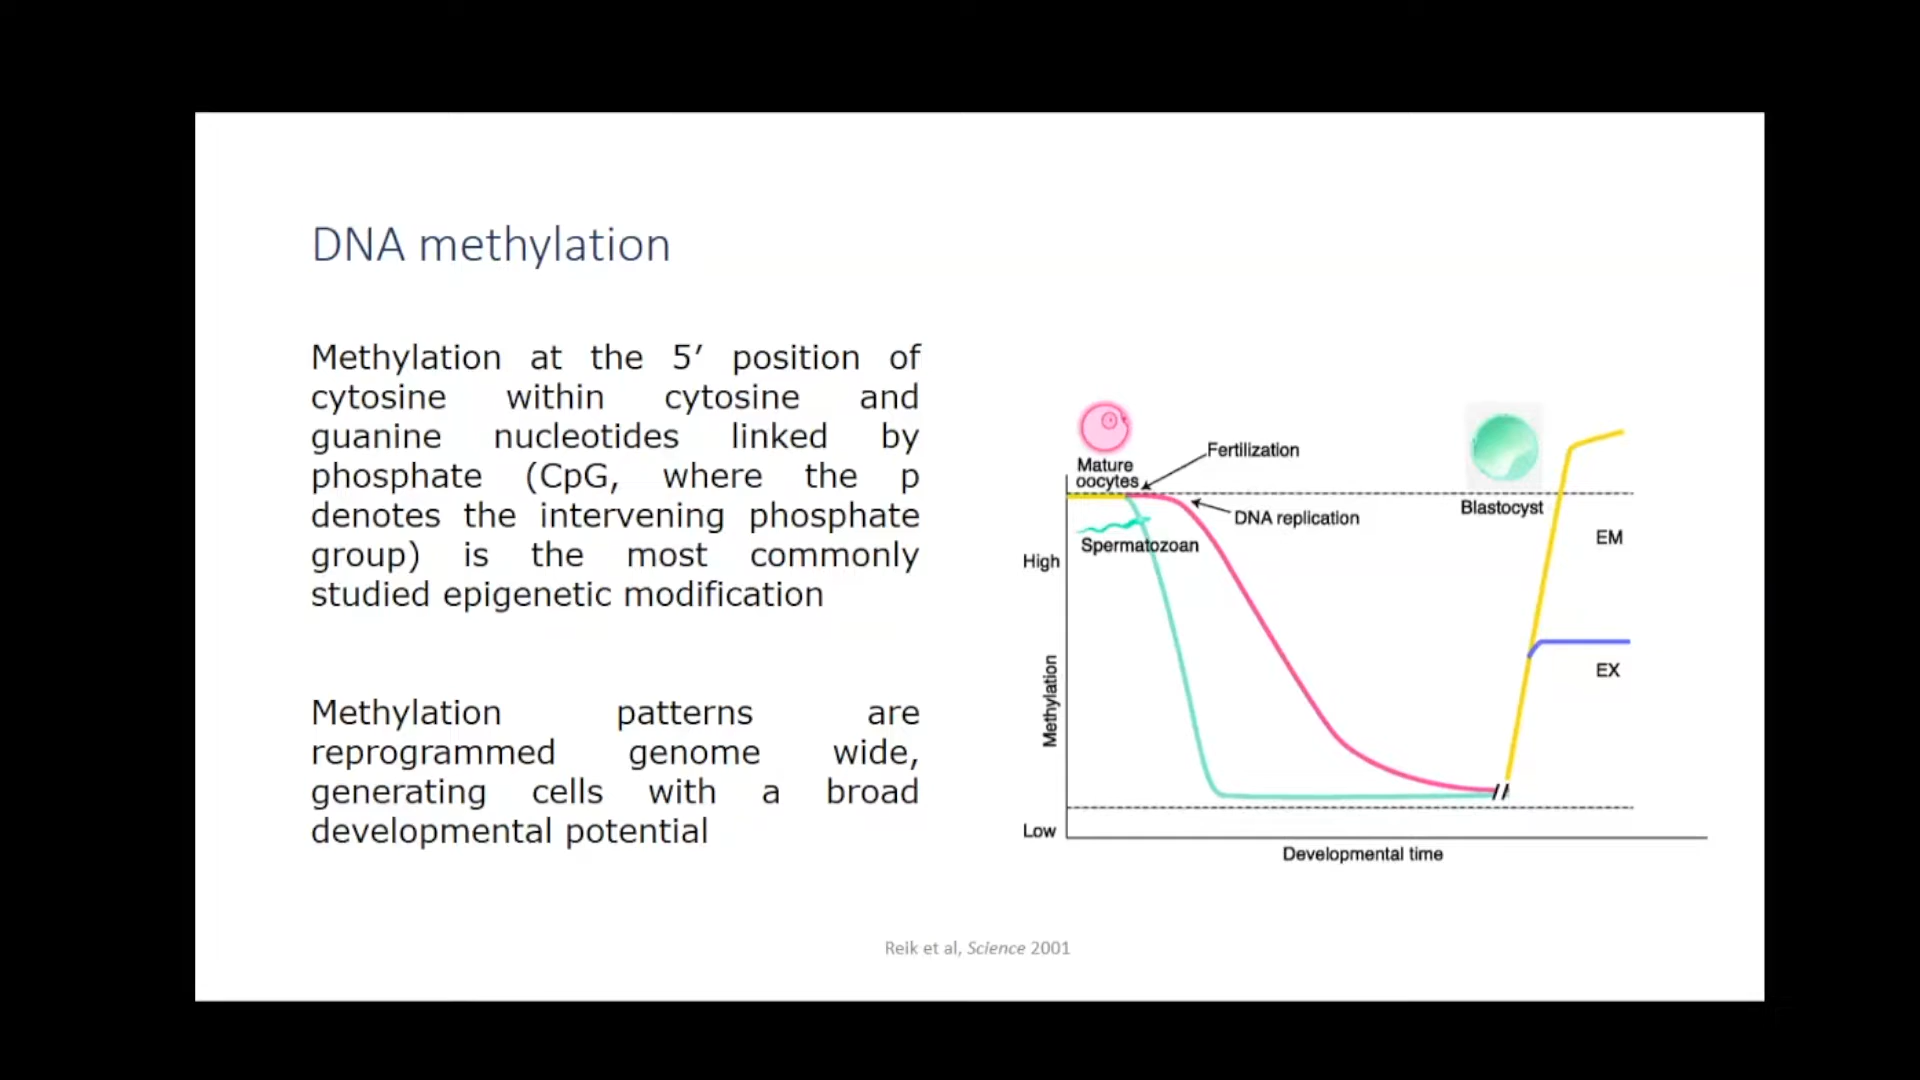 DNA methylation
Methylation at the 5′ position of
cytosine within cytosine and
guanine nucleotides linked by
phosphate (CpG, where the p
denotes the intervening phosphate
group) is the most commonly
studied epigenetic modification
Methylation patterns are
reprogrammed genome wide,
generating cells with a broad
developmental potential
Mature
oocytes
Fertilization
DNA replication
Spermatozoan
Blastocyst
EM
EX
High
Methylation
Low
Developmental time
Reik et al, Science 2001